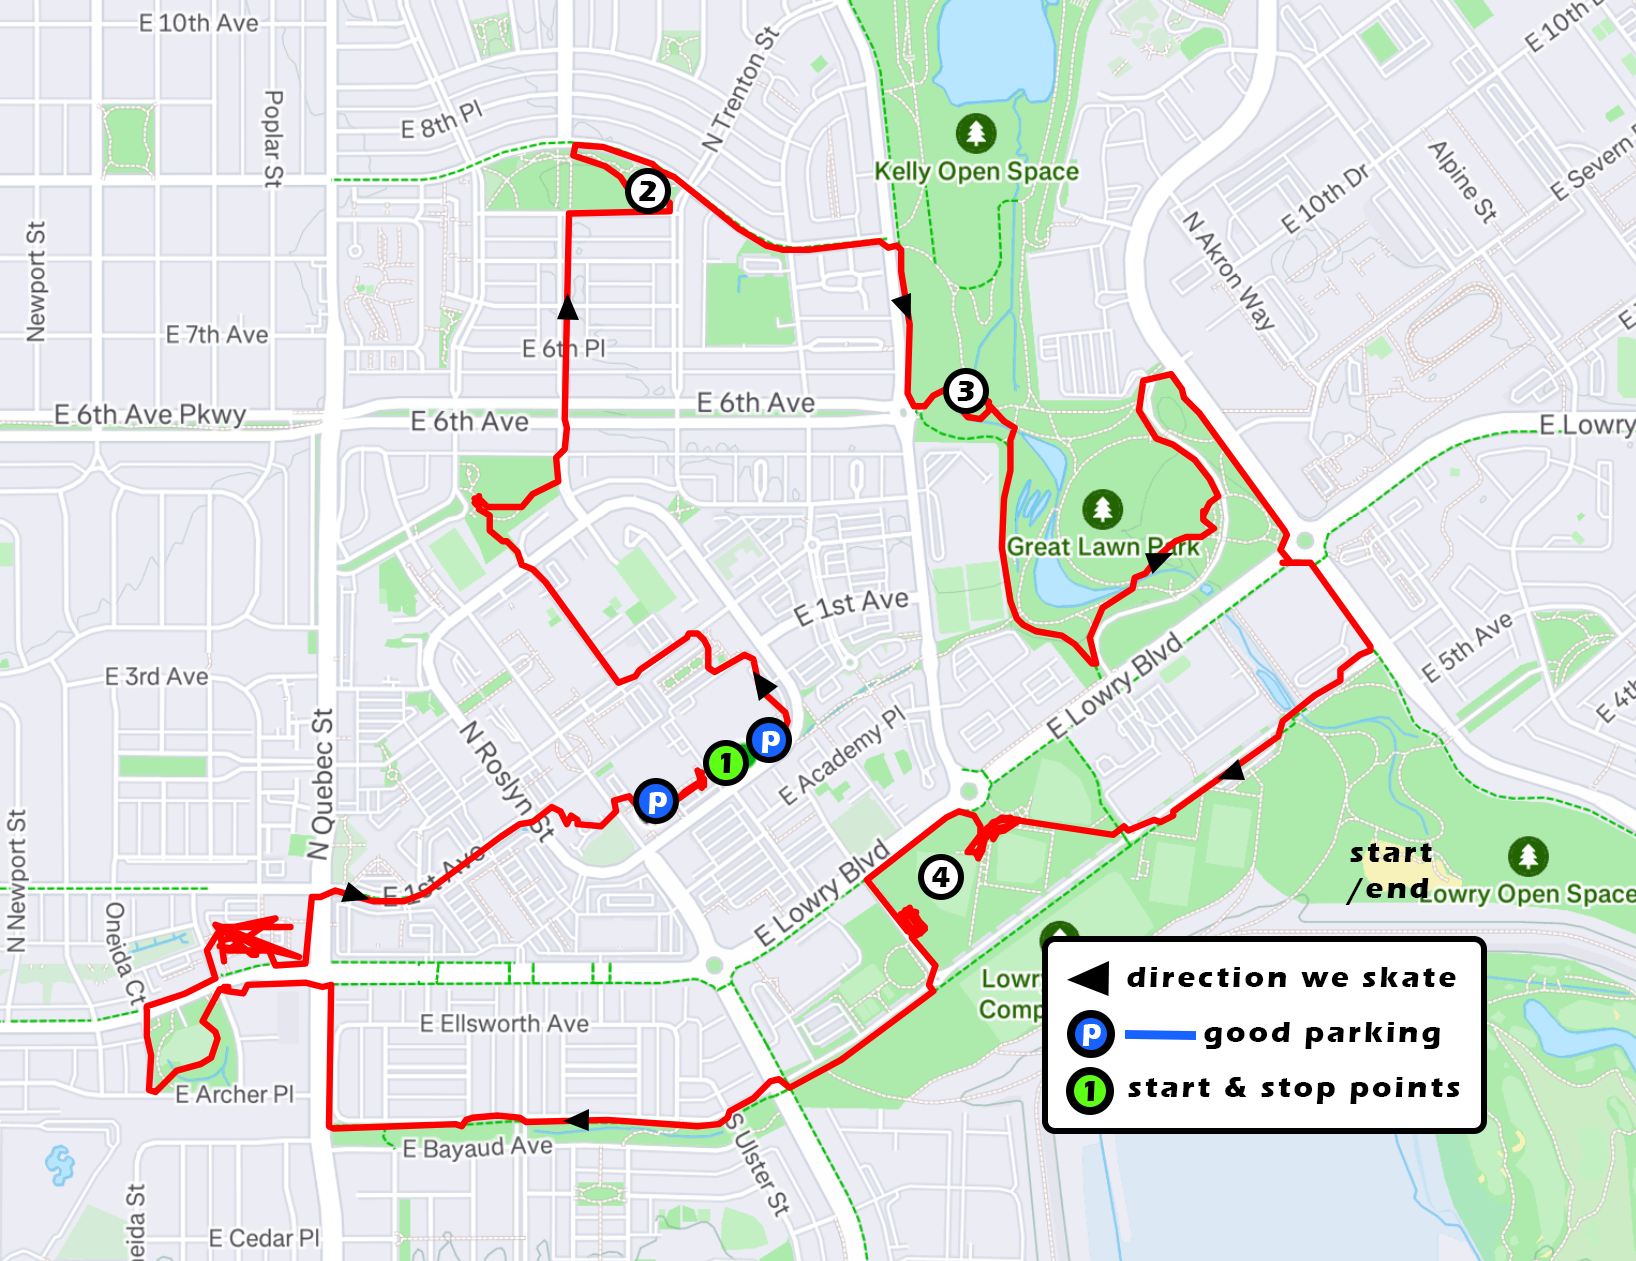 E 10th Ave
Poplar St
E 8th Pl
N Trenton St
Kelly Open Space
E 10th
E 10th Dr
Alpine St
E Severn
Newport St
2
N Akron Way
E 7th Ave
E 6th Pl
3
E 6th Ave Pkwy
E 6th Ave
E 6th Ave
E Lowry
Great Lawn Park
E 1st Ave
E 3rd Ave
E Lowry Blvd
E 5th Ave
E 4th
N Quebec St
N Roslyn St
E Academy Pl
P
1
P
N Newport St
E 1st Ave
E Lowry Blvd
4
start
/end
Lowry Open Space
Oneida Ct
Lowr
Comp
E Ellsworth Ave
E Archer Pl
E Bayaud Ave
S Ulster St
eida St
E Cedar Pl
direction we skate
P good parking
1 start & stop points